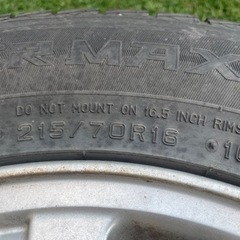 MAX
DO NOT MOUNT ON 16.5 INCH RIMS
215/70R16